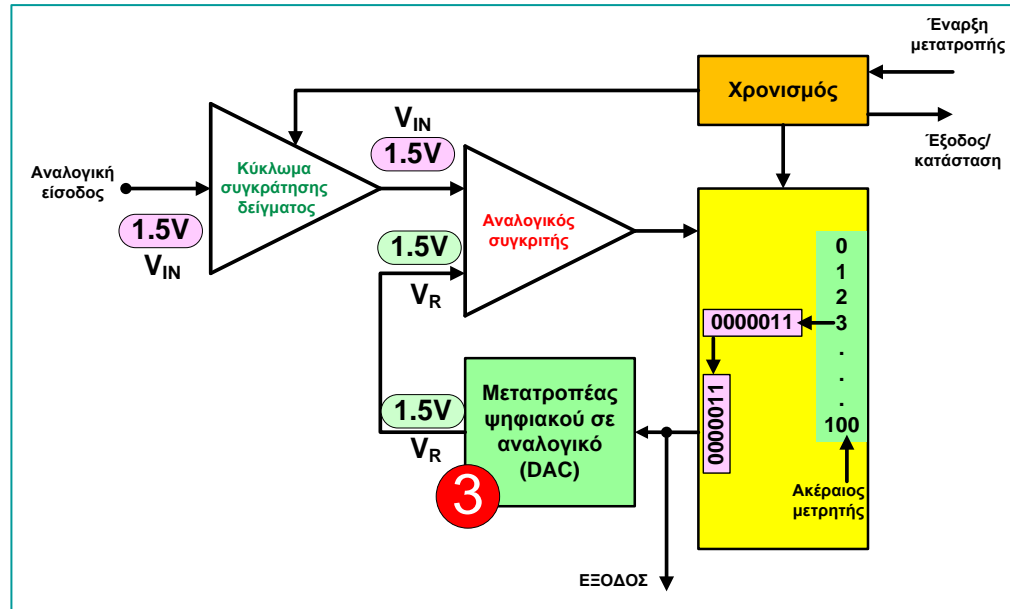 Έναρξη
μετατροπής
Χρονισμός
Έξοδος/
κατάσταση
Αναλογική
είσοδος
1.5V
VIN
Κύκλωμα
συγκράτησης
δείγματος
VIN
1.5V
1.5V
VR
Αναλογικός
συγκριτής
0
1
2
3
.
.
.
100
0000011
0000011
Ακέραιος
μετρητής
1.5V
VR
Μετατροπέας
ψηφιακού σε
αναλογικό
(DAC)
3
ΕΞΟΔΟΣ